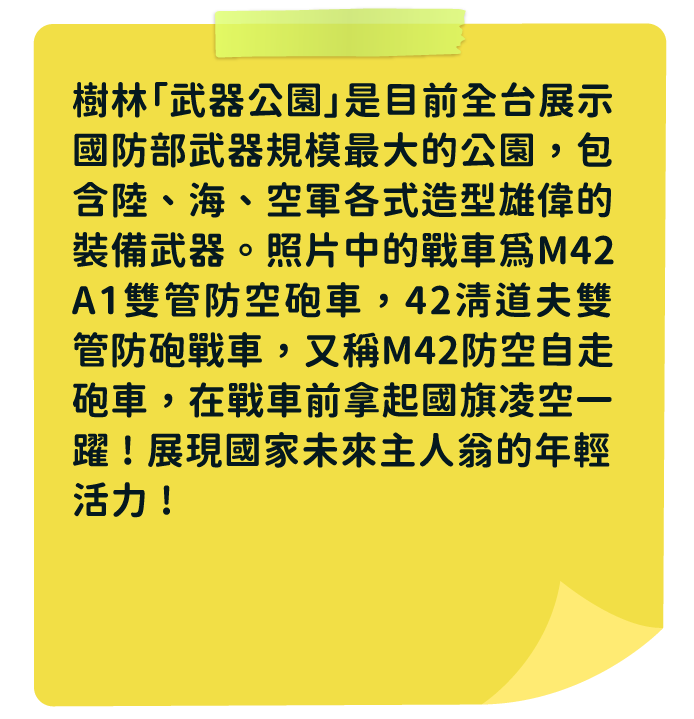 樹林「武器公園」是目前全台展示
國防部武器規模最大的公園，包
含陸、海、空軍各式造型雄偉的
裝備武器。照片中的戰車為M42
A1雙管防空砲車，42清道夫雙
管防砲戰車，又稱M42防空自走
砲車，在戰車前拿起國旗凌空一
躍！展現國家未來主人翁的年輕
活力！